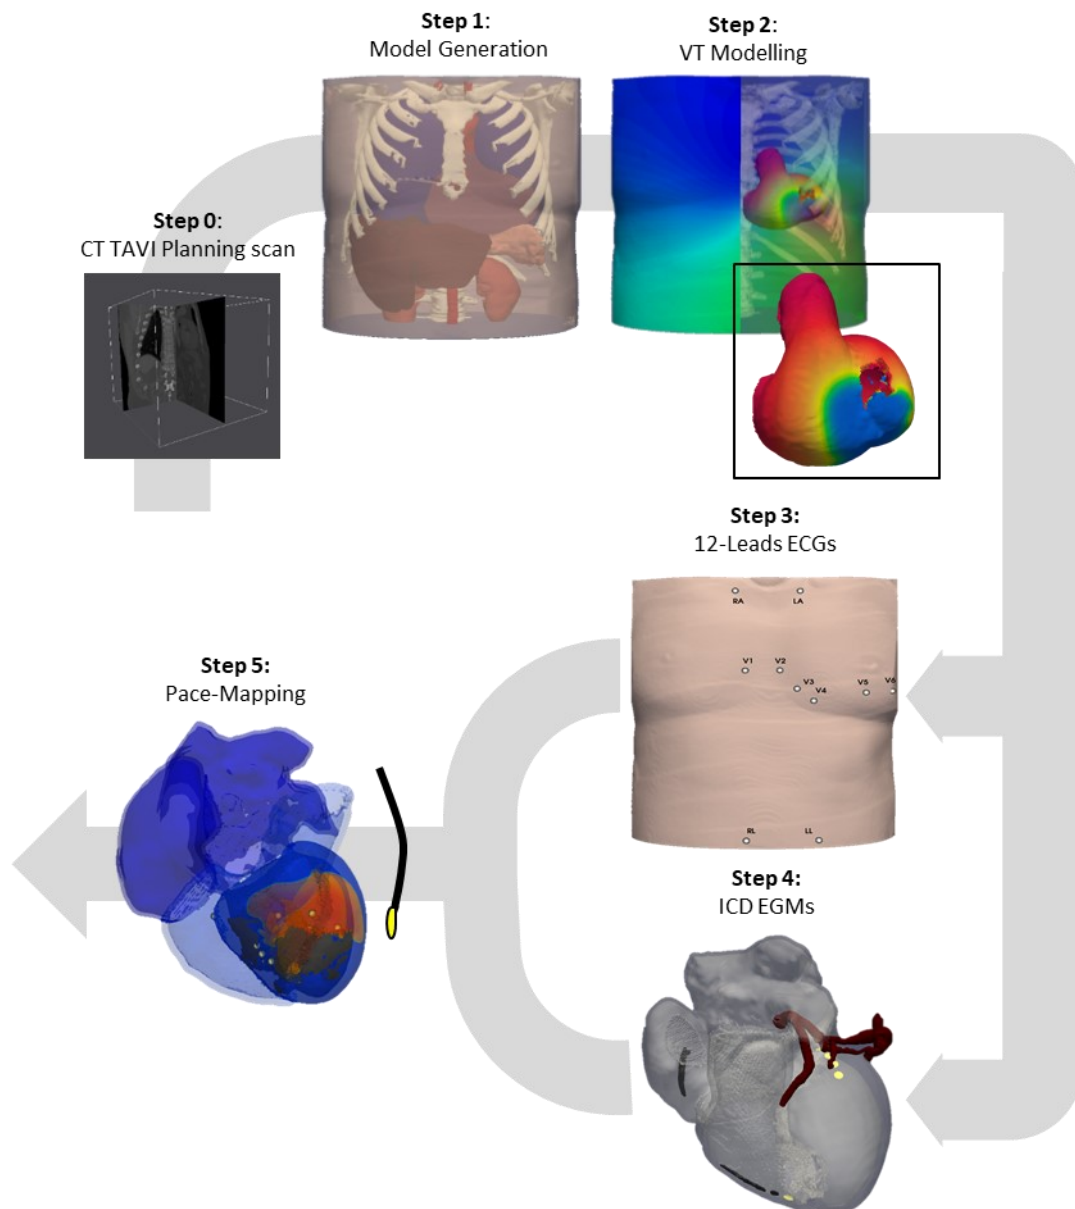 Step 1:
Model Generation
Step 2:
VT Modelling
Step 0:
CT TAVI Planning scan
Step 3:
12-Leads ECGs
RA
LA
V1
V2
V3
V4
V5
V6
RL
LL
Step 4:
ICD EGMs
Step 5:
Pace-Mapping